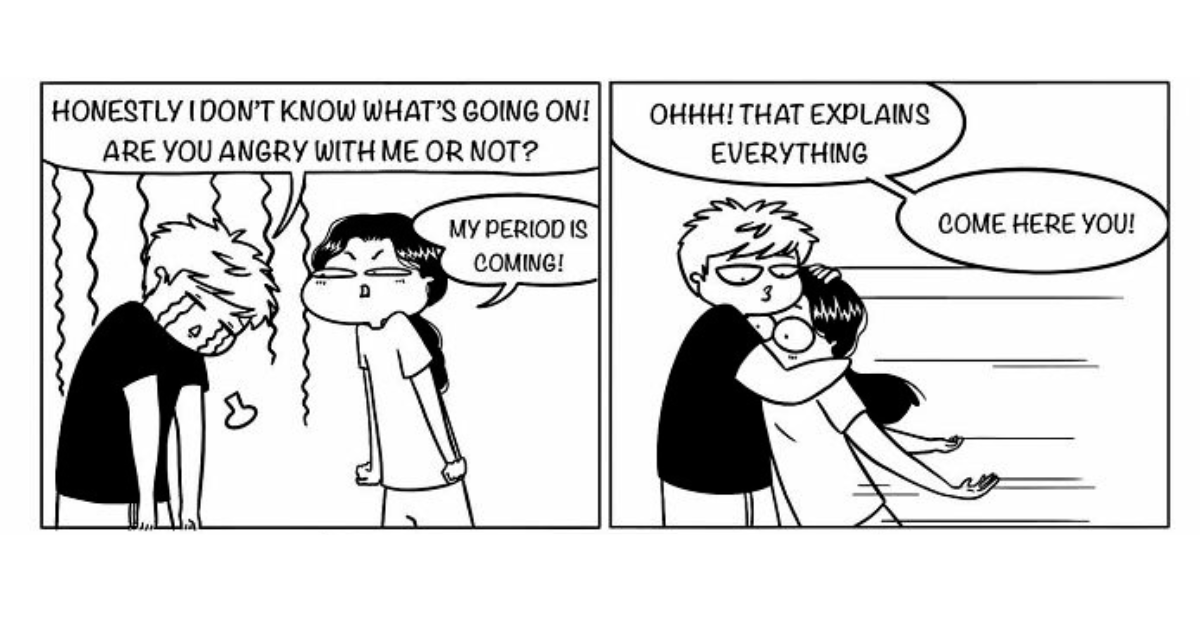 HONESTLY I DON'T KNOW WHAT'S GOING ON!
ARE YOU ANGRY WITH ME OR NOT?
MY PERIOD IS
COMING!
OHHH! THAT EXPLAINS
EVERYTHING
COME HERE YOU!